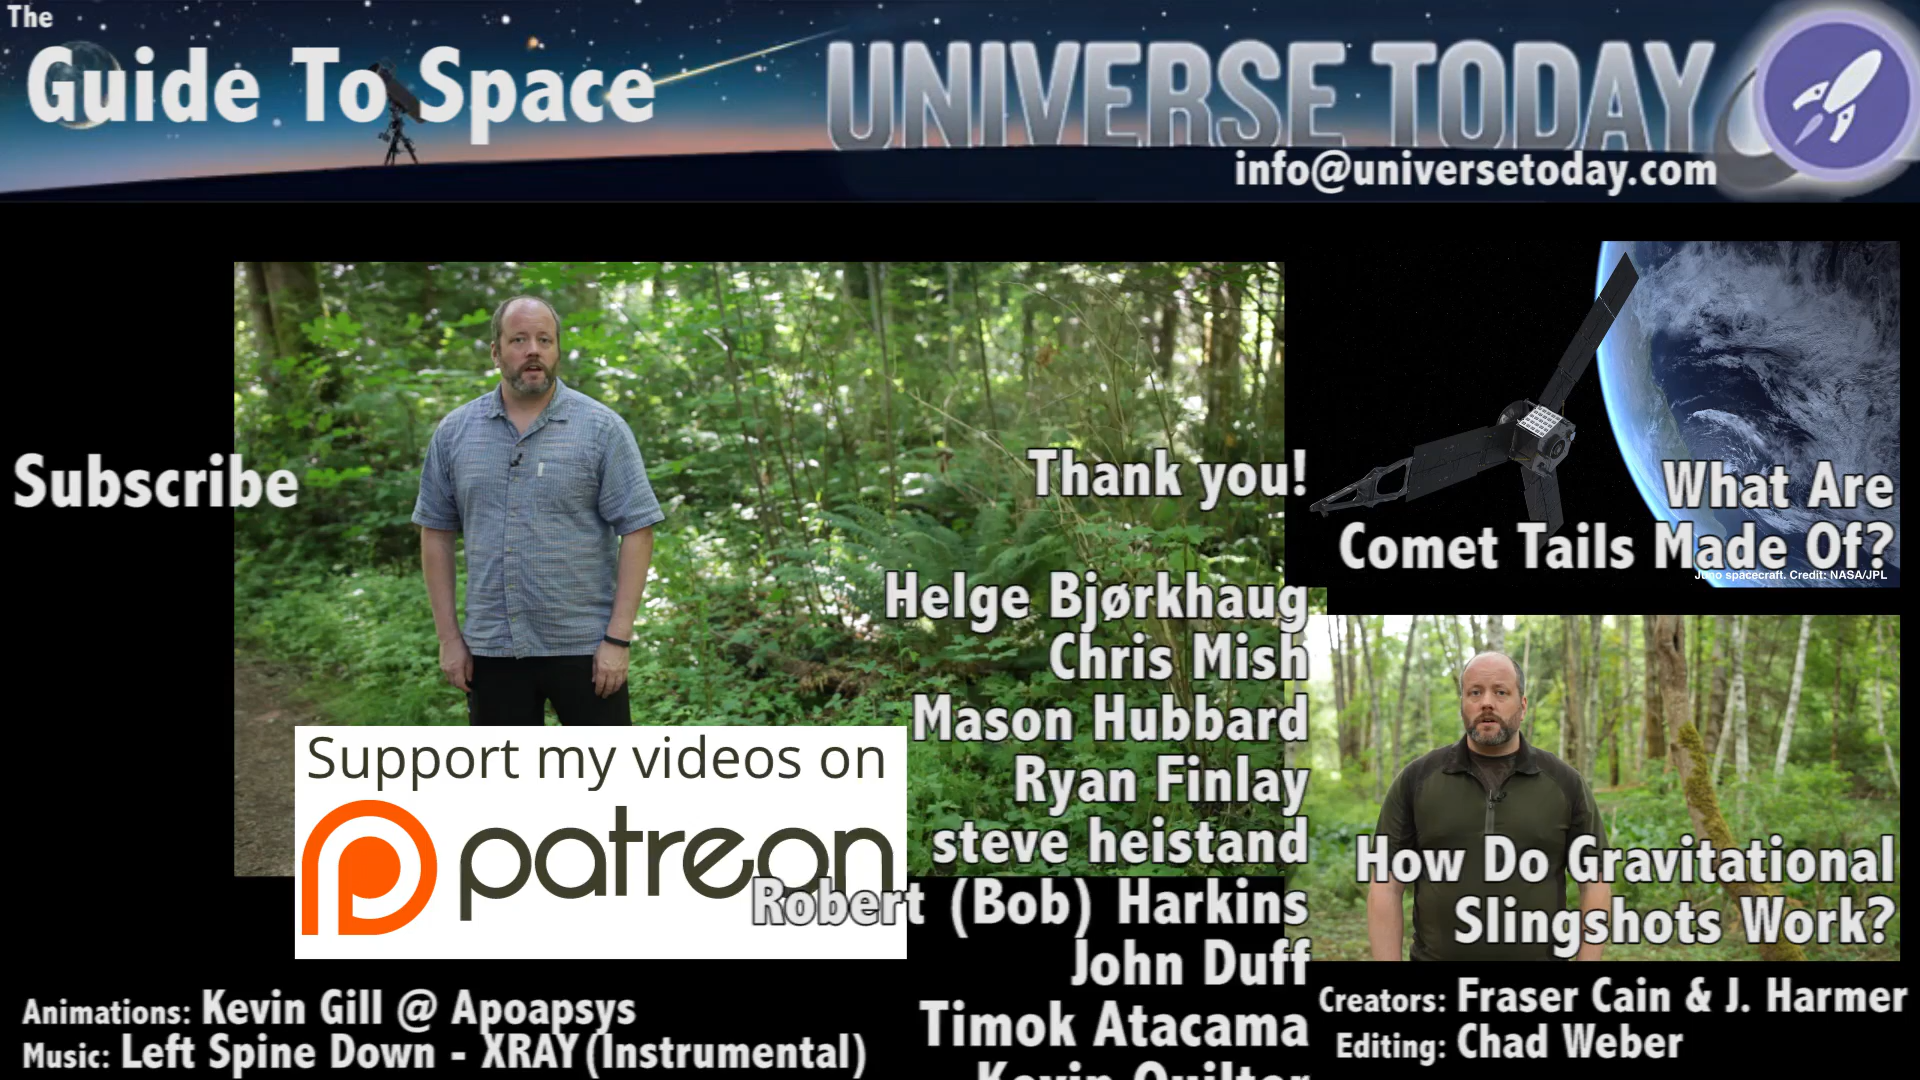 The
Guide To Space
UNIVERSE TODAY
info@universetoday.com
Subscribe
Thank you!
Helge Bjørkhaug
Chris Mish
Mason Hubbard
Ryan Finlay
steve heistand
Robert (Bob) Harkins
John Duff
Timok Atacama
Kevin Quilter
What Are
Comet Tails Made Of?
Juno spacecraft. Credit: NASA/JPL
How Do Gravitational
Slingshots Work?
Support my videos on
patreon
Animations: Kevin Gill @ Apoapsys
Music: Left Spine Down - XRAY (Instrumental)
Creators: Fraser Cain & J. Harmer
Editing: Chad Weber